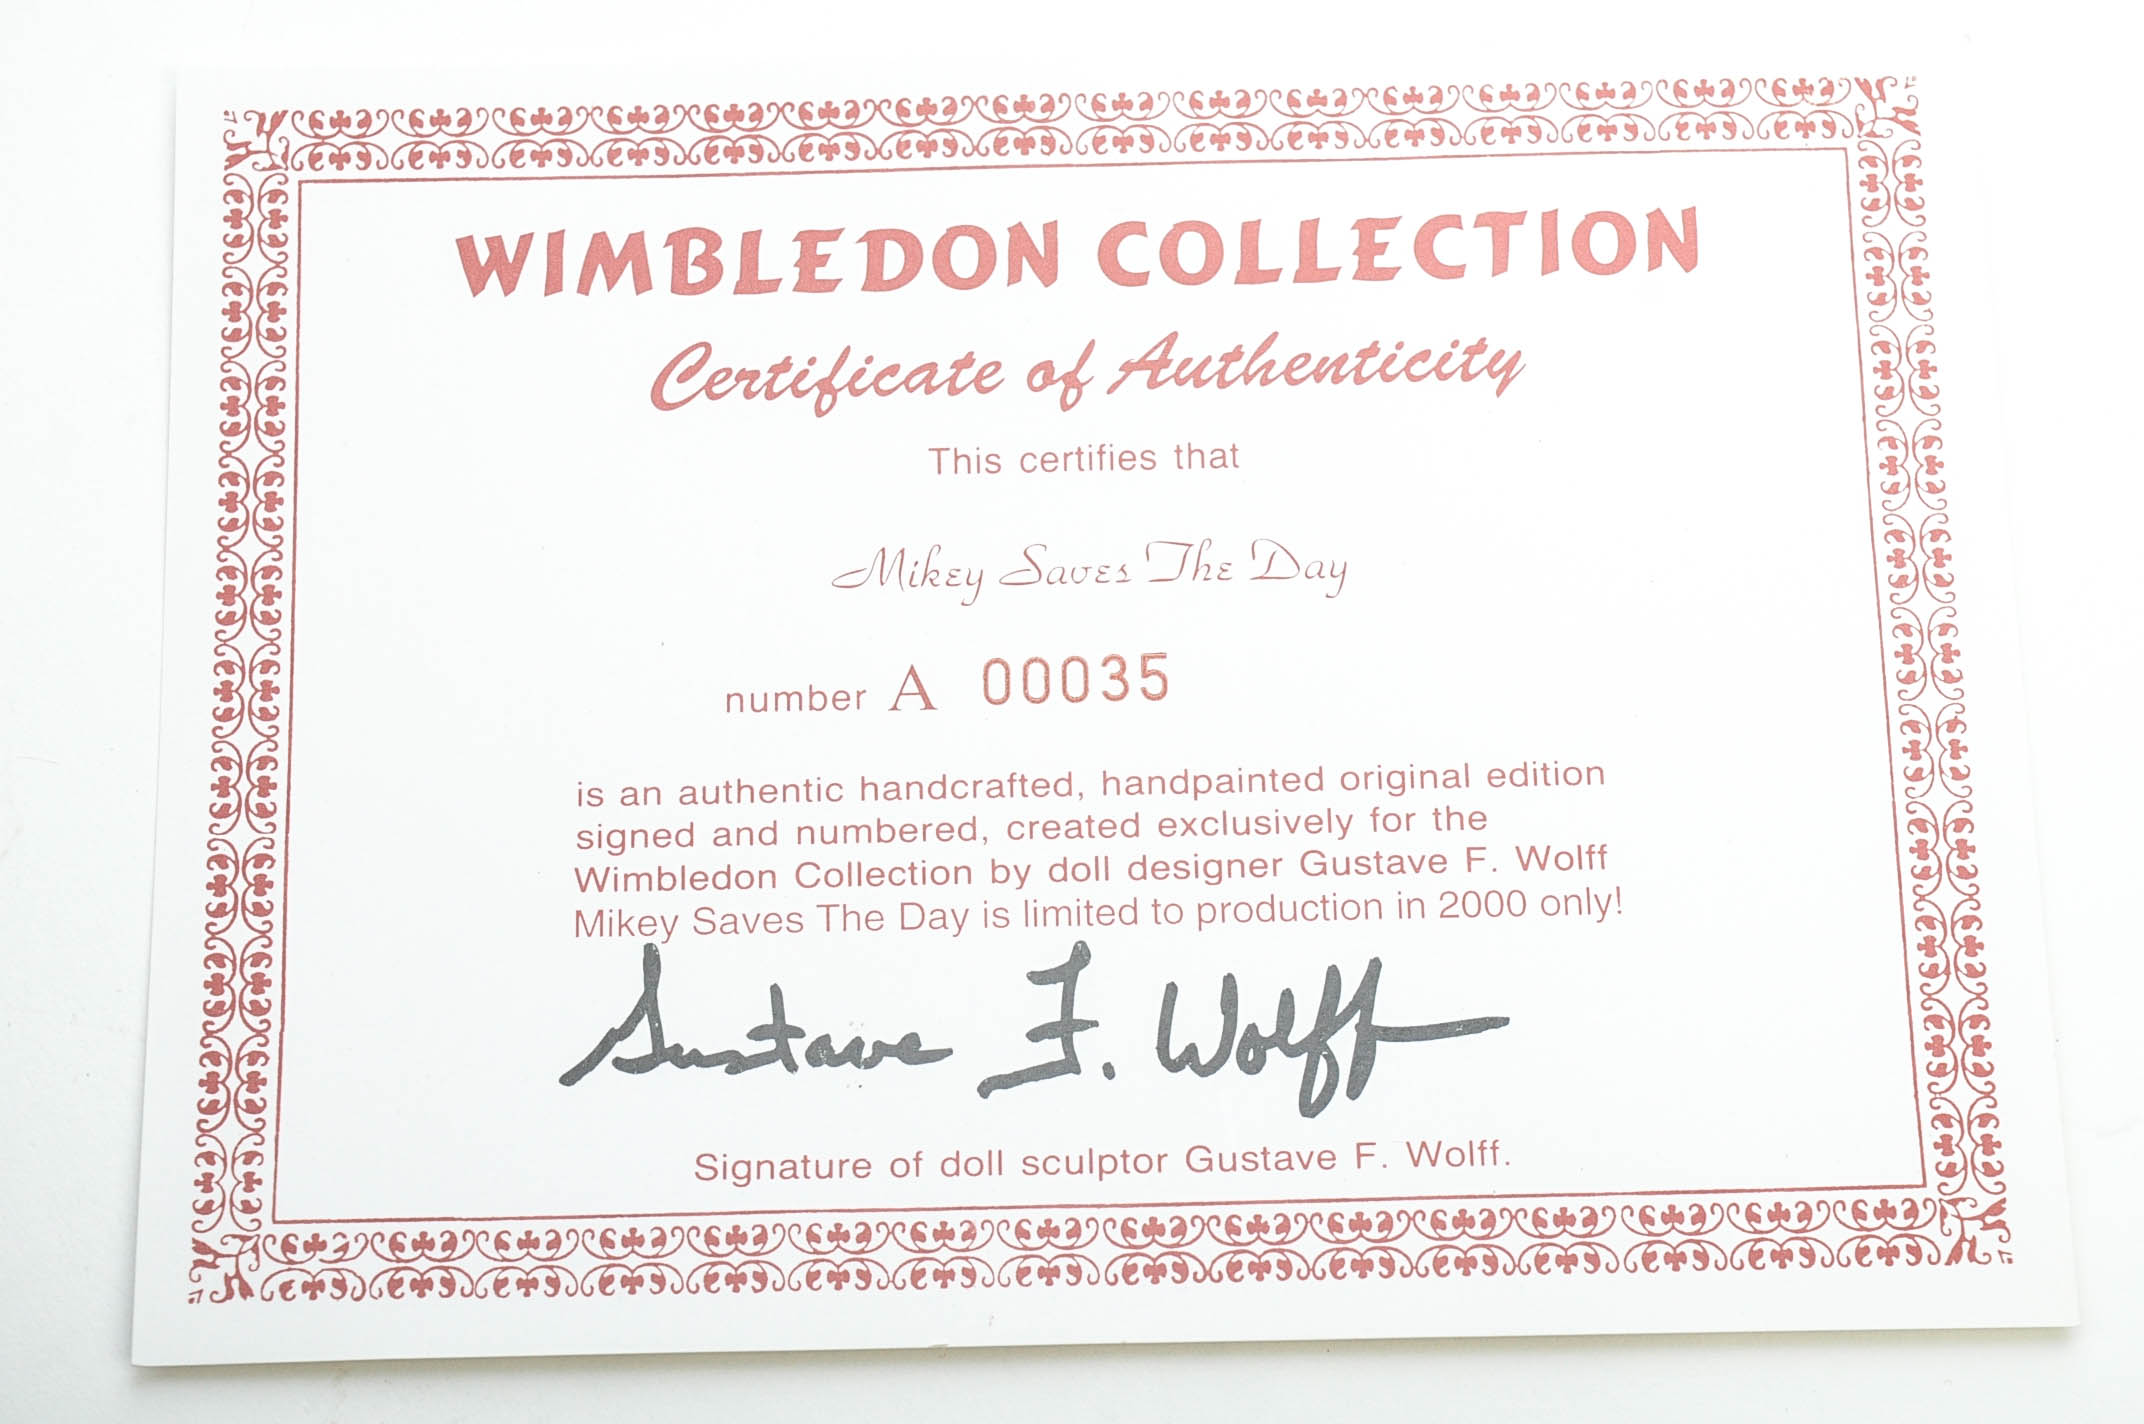 WIMBLEDON COLLECTION
Certificate of Authenticity
This certifies that
Mikey Saves The Day
number A 00035
is an authentic handcrafted, handpainted original edition
signed and numbered, created exclusively for the
Wimbledon Collection by doll designer Gustave F. Wolff
Mikey Saves The Day is limited to production in 2000 only!
Gustave F. Wolff
Signature of doll sculptor Gustave F. Wolff.